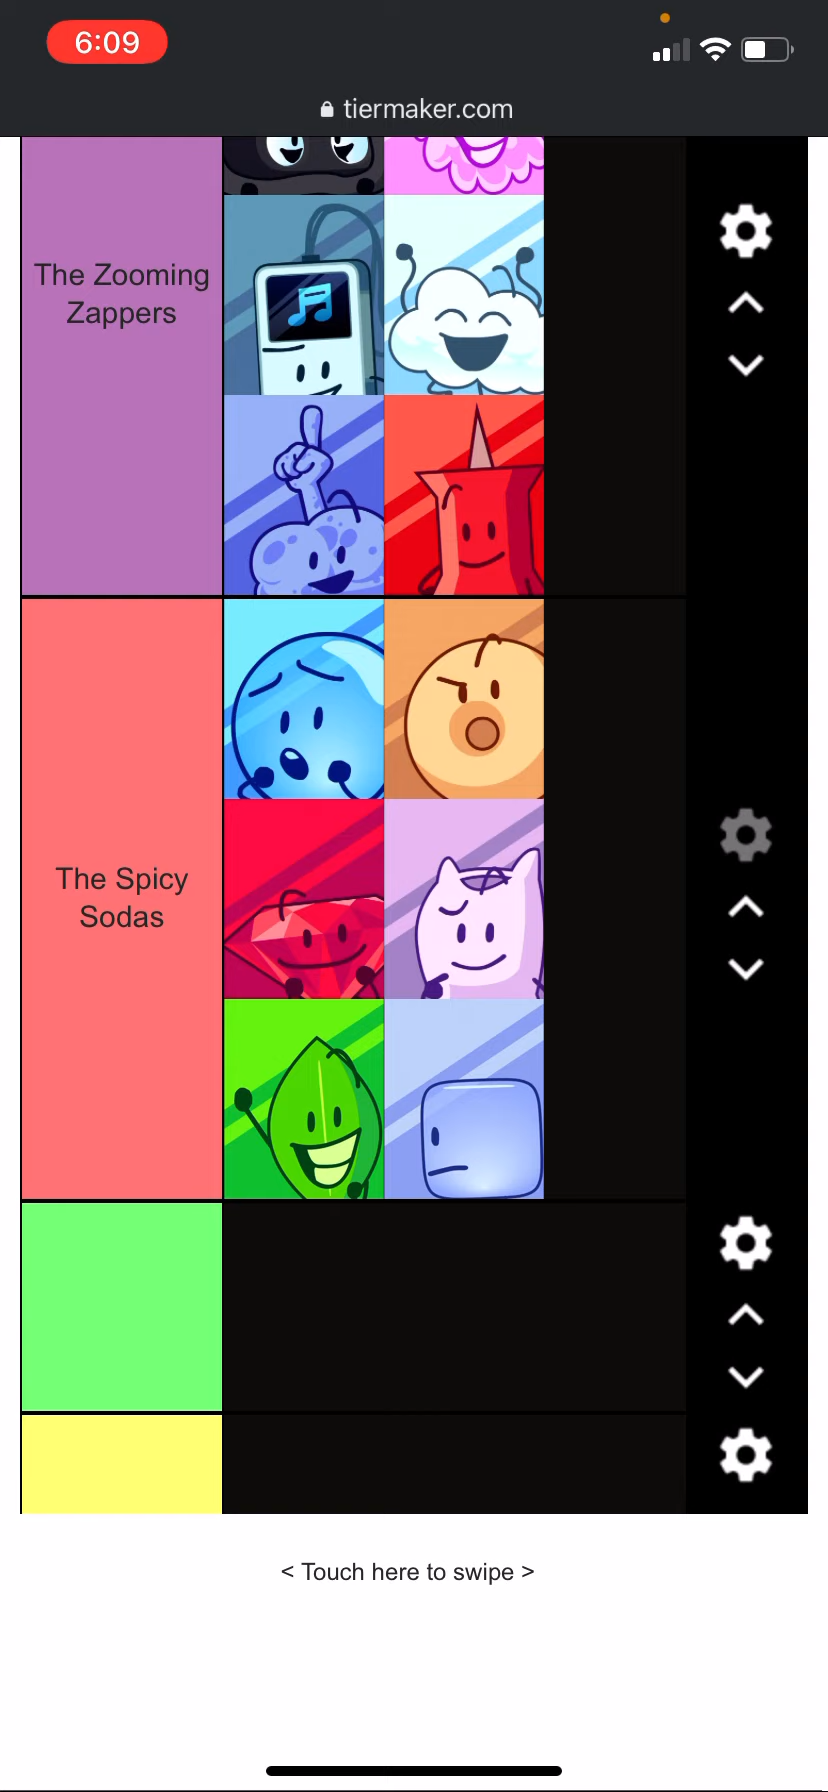 6:09
tiermaker.com
The Zooming
Zappers
The Spicy
Sodas
< Touch here to swipe >